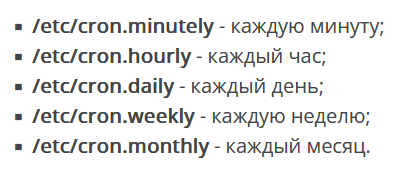 ▪ /etc/cron.minutely - каждую минуту;
▪ /etc/cron.hourly - каждый час;
▪ /etc/cron.daily - каждый день;
▪ /etc/cron.weekly - каждую неделю;
▪ /etc/cron.monthly - каждый месяц.